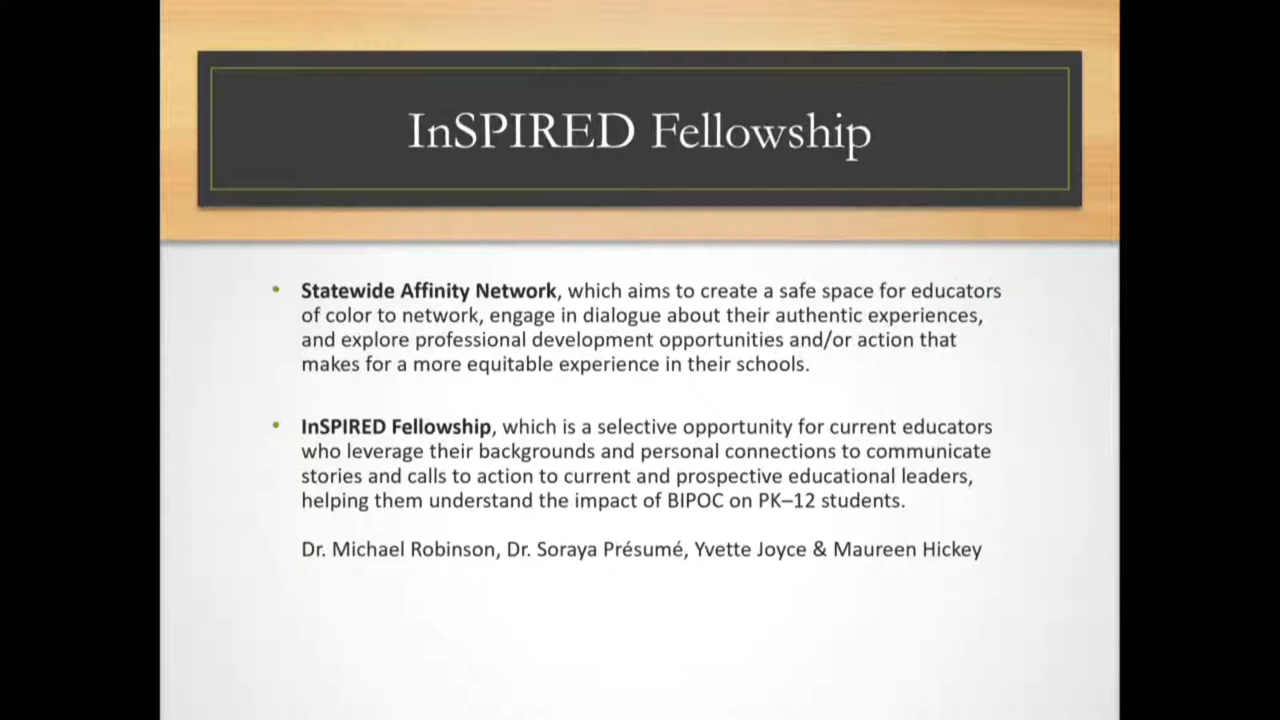 InSPIRED Fellowship
• Statewide Affinity Network, which aims to create a safe space for educators
of color to network, engage in dialogue about their authentic experiences,
and explore professional development opportunities and/or action that
makes for a more equitable experience in their schools.
• InSPIRED Fellowship, which is a selective opportunity for current educators
who leverage their backgrounds and personal connections to communicate
stories and calls to action to current and prospective educational leaders,
helping them understand the impact of BIPOC on PK–12 students.
Dr. Michael Robinson, Dr. Soraya Présumé, Yvette Joyce & Maureen Hickey